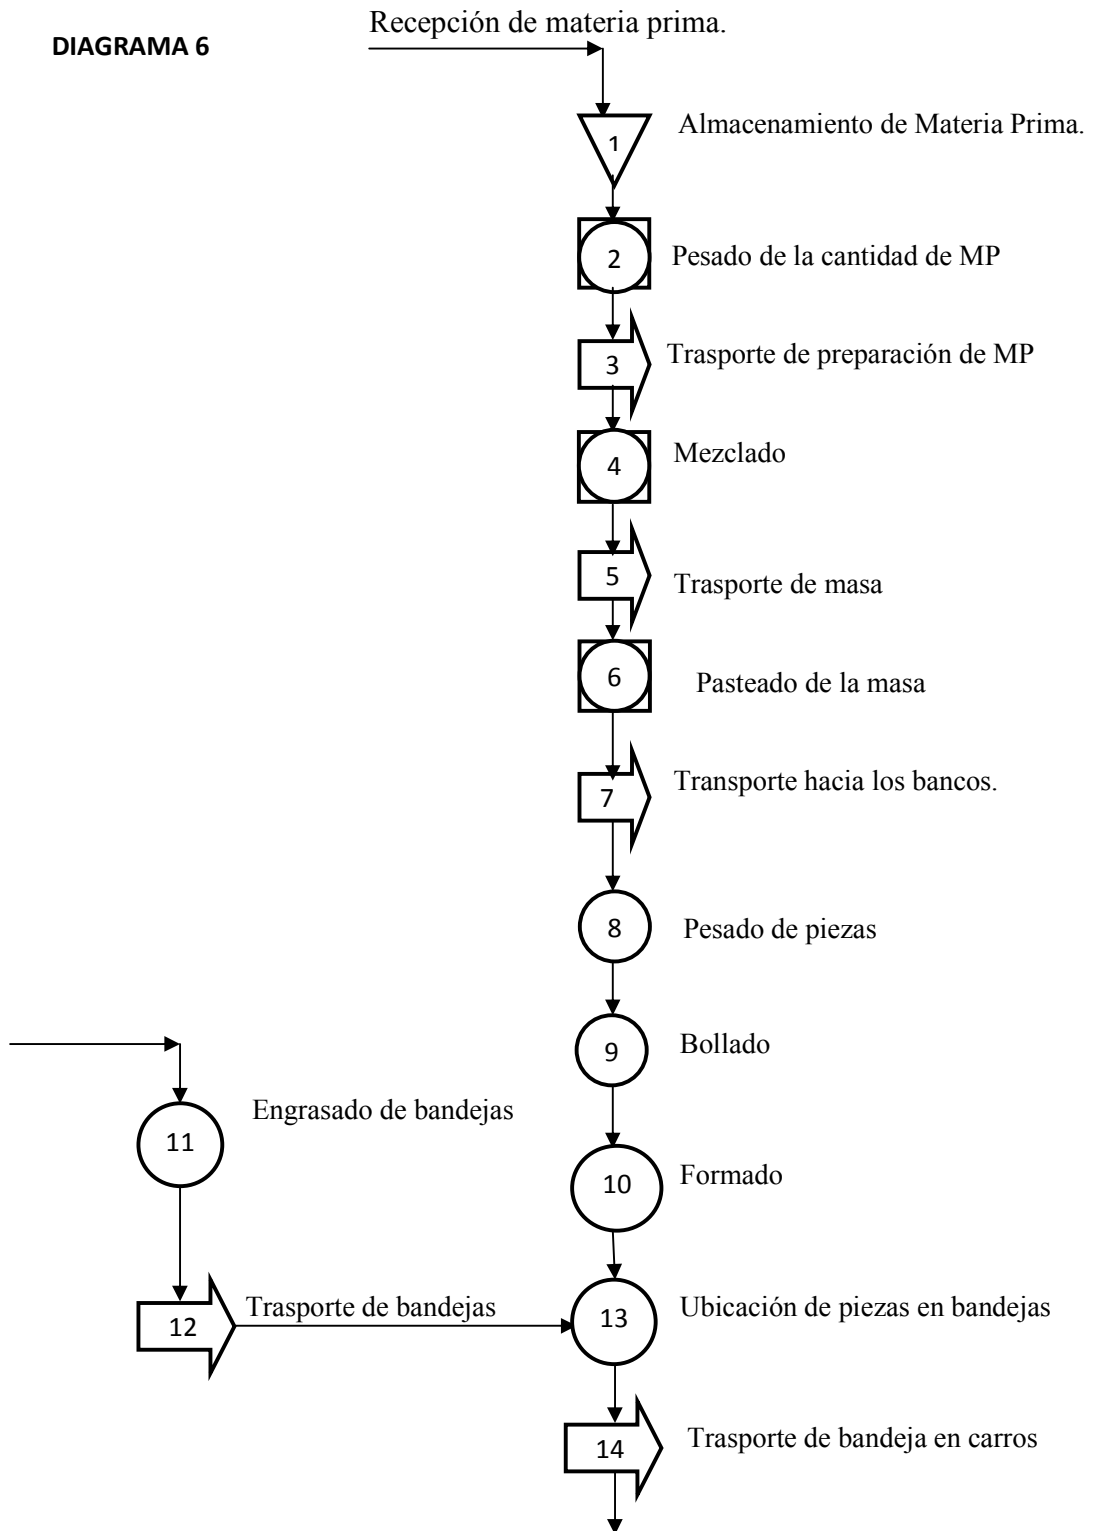 Recepción de materia prima.
DIAGRAMA 6
Almacenamiento de Materia Prima.
1
2
Pesado de la cantidad de MP
3
Trasporte de preparación de MP
4
Mezclado
5
Trasporte de masa
6
Pasteado de la masa
7
Transporte hacia los bancos.
8
Pesado de piezas
9
Bollado
11
Engrasado de bandejas
10
Formado
12
Trasporte de bandejas
13
Ubicación de piezas en bandejas
14
Trasporte de bandeja en carros